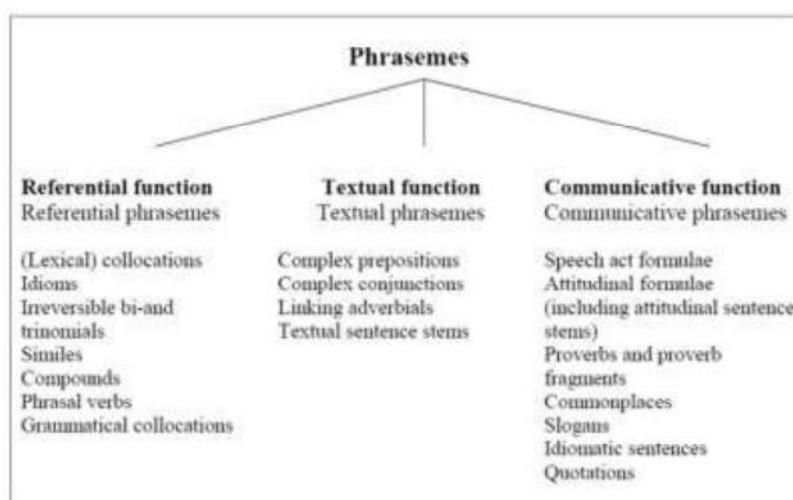 Phrasemes
Referential function
Referential phrasemes
(Lexical) collocations
Idioms
Irreversible bi-and
trinomials
Similes
Compounds
Phrasal verbs
Grammatical collocations
Textual function
Textual phrasemes
Complex prepositions
Complex conjunctions
Linking adverbials
Textual sentence stems
Communicative function
Communicative phrasemes
Speech act formulae
Attitudinal formulae
(including attitudinal sentence
stems)
Proverbs and proverb
fragments
Commonplaces
Slogans
Idiomatic sentences
Quotations